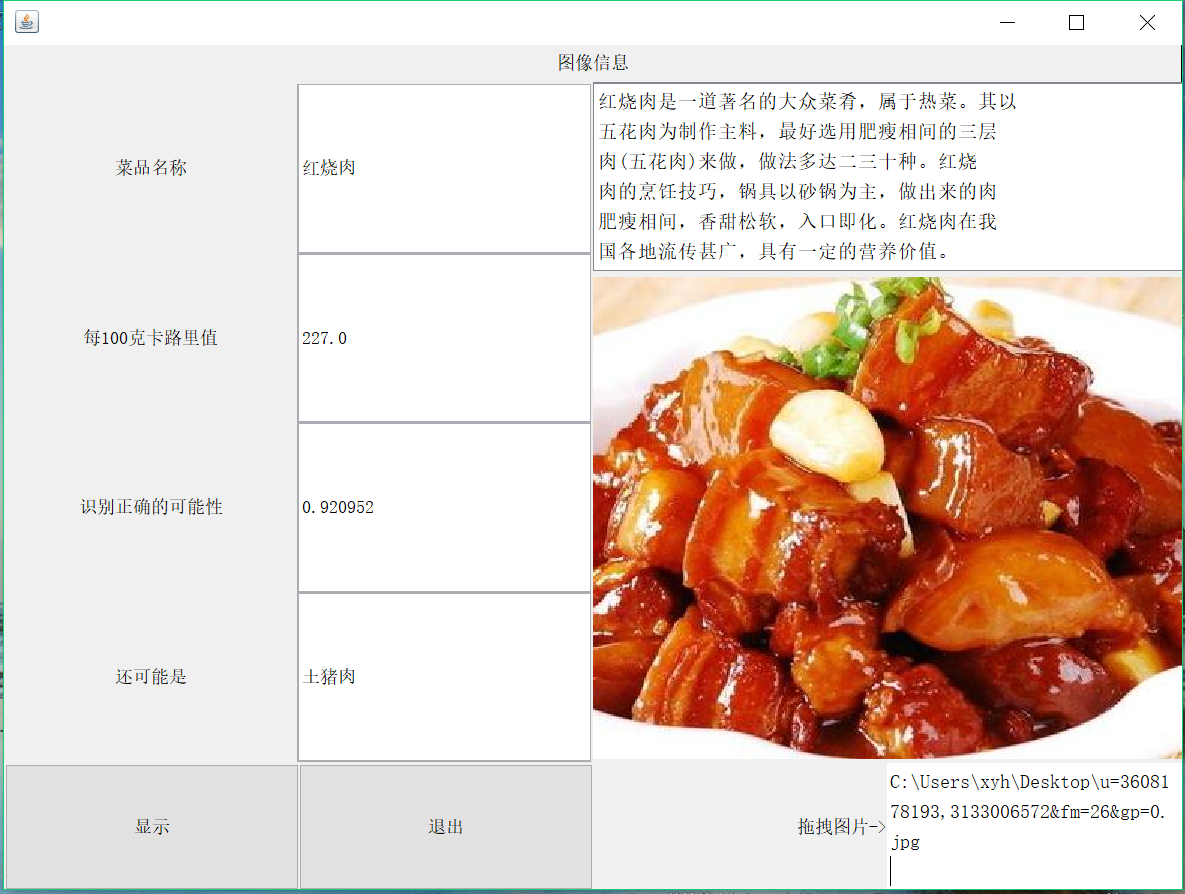 图像信息
菜品名称
红烧肉
每100克卡路里值
227.0
识别正确的可能性
0.920952
还可能是
土猪肉
红烧肉是一道著名的大众菜肴，属于热菜。其以
五花肉为制作主料，最好选用肥瘦相间的三层
肉(五花肉)来做，做法多达二三十种。红烧
肉的烹饪技巧，锅具以砂锅为主，做出来的肉
肥瘦相间，香甜松软，入口即化。红烧肉在我
国各地流传甚广，具有一定的营养价值。
显示
退出
拖拽图片->
C:\Users\xyh\Desktop\u=36081
78193,3133006572&fm=26&gp=0.
jpg